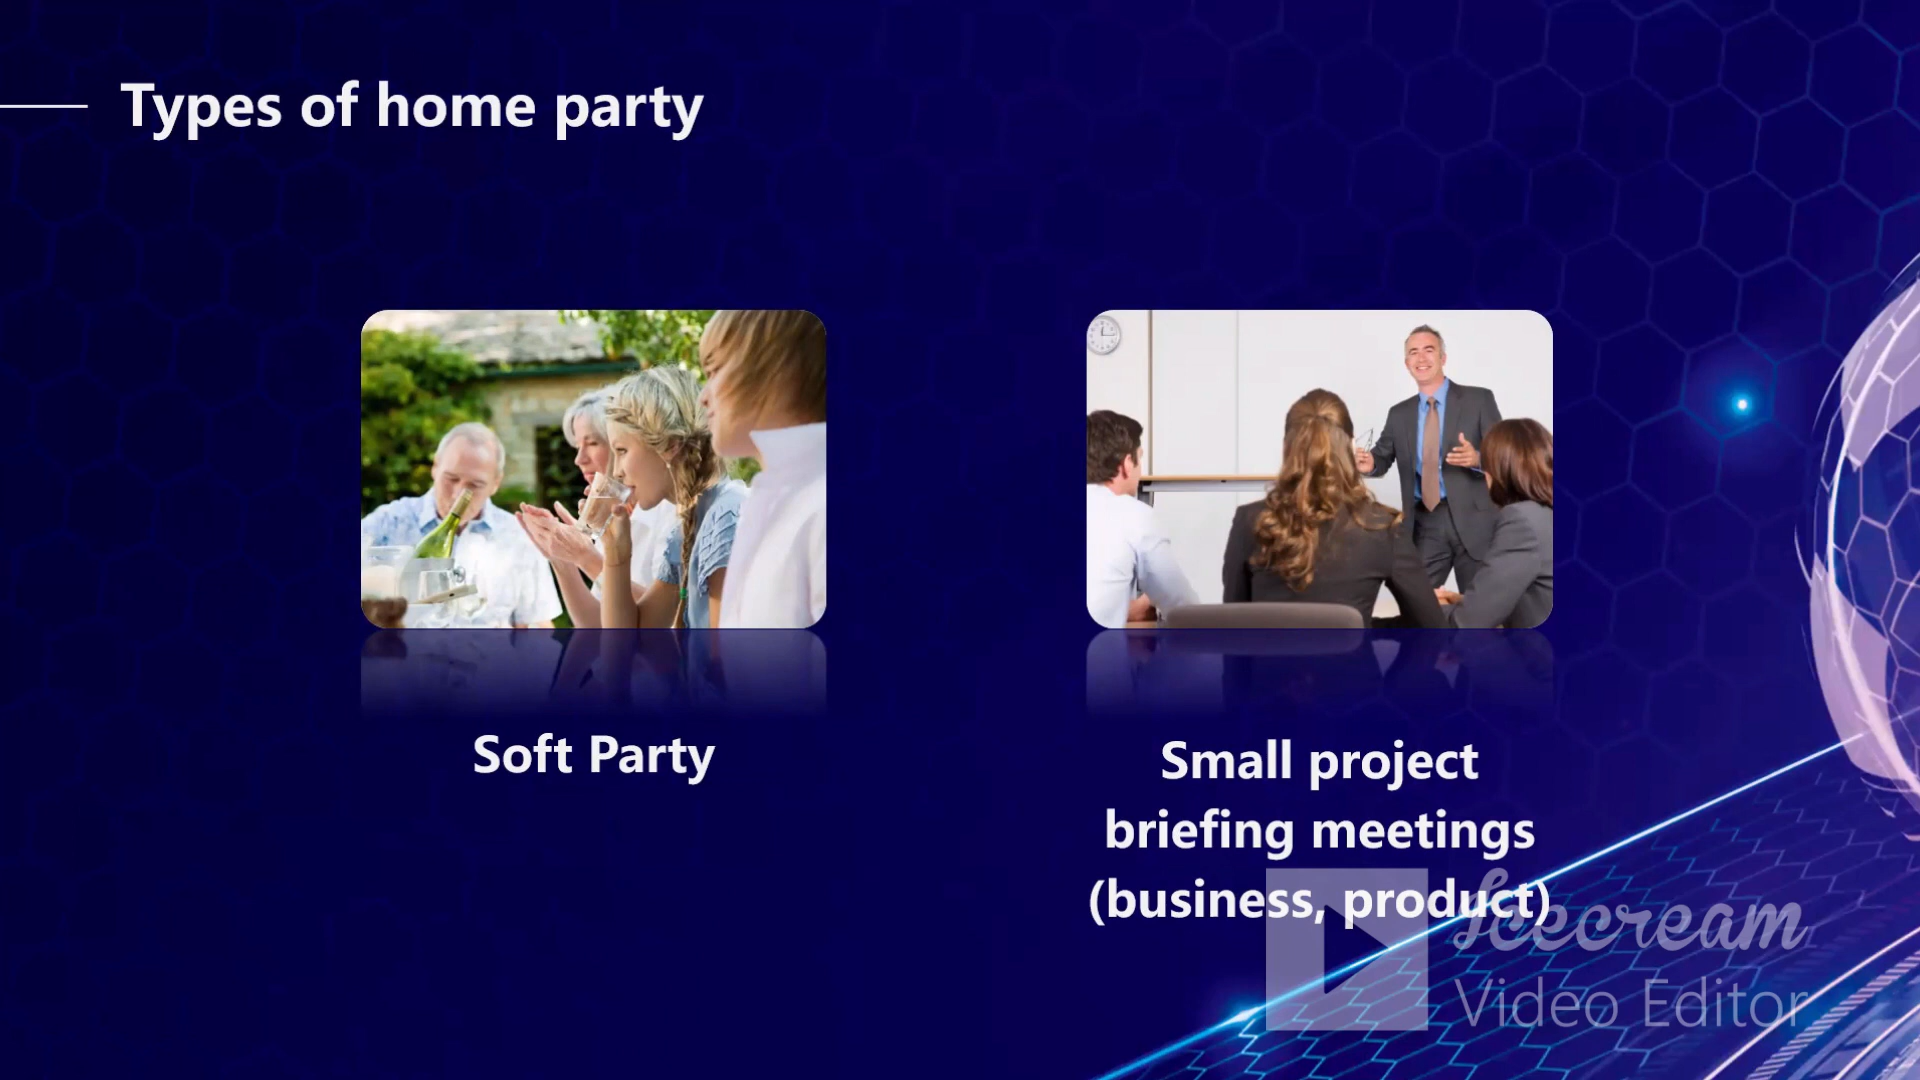 Types of home party
Soft Party
Small project
briefing meetings
(business, product)
Icecream
Video Editor